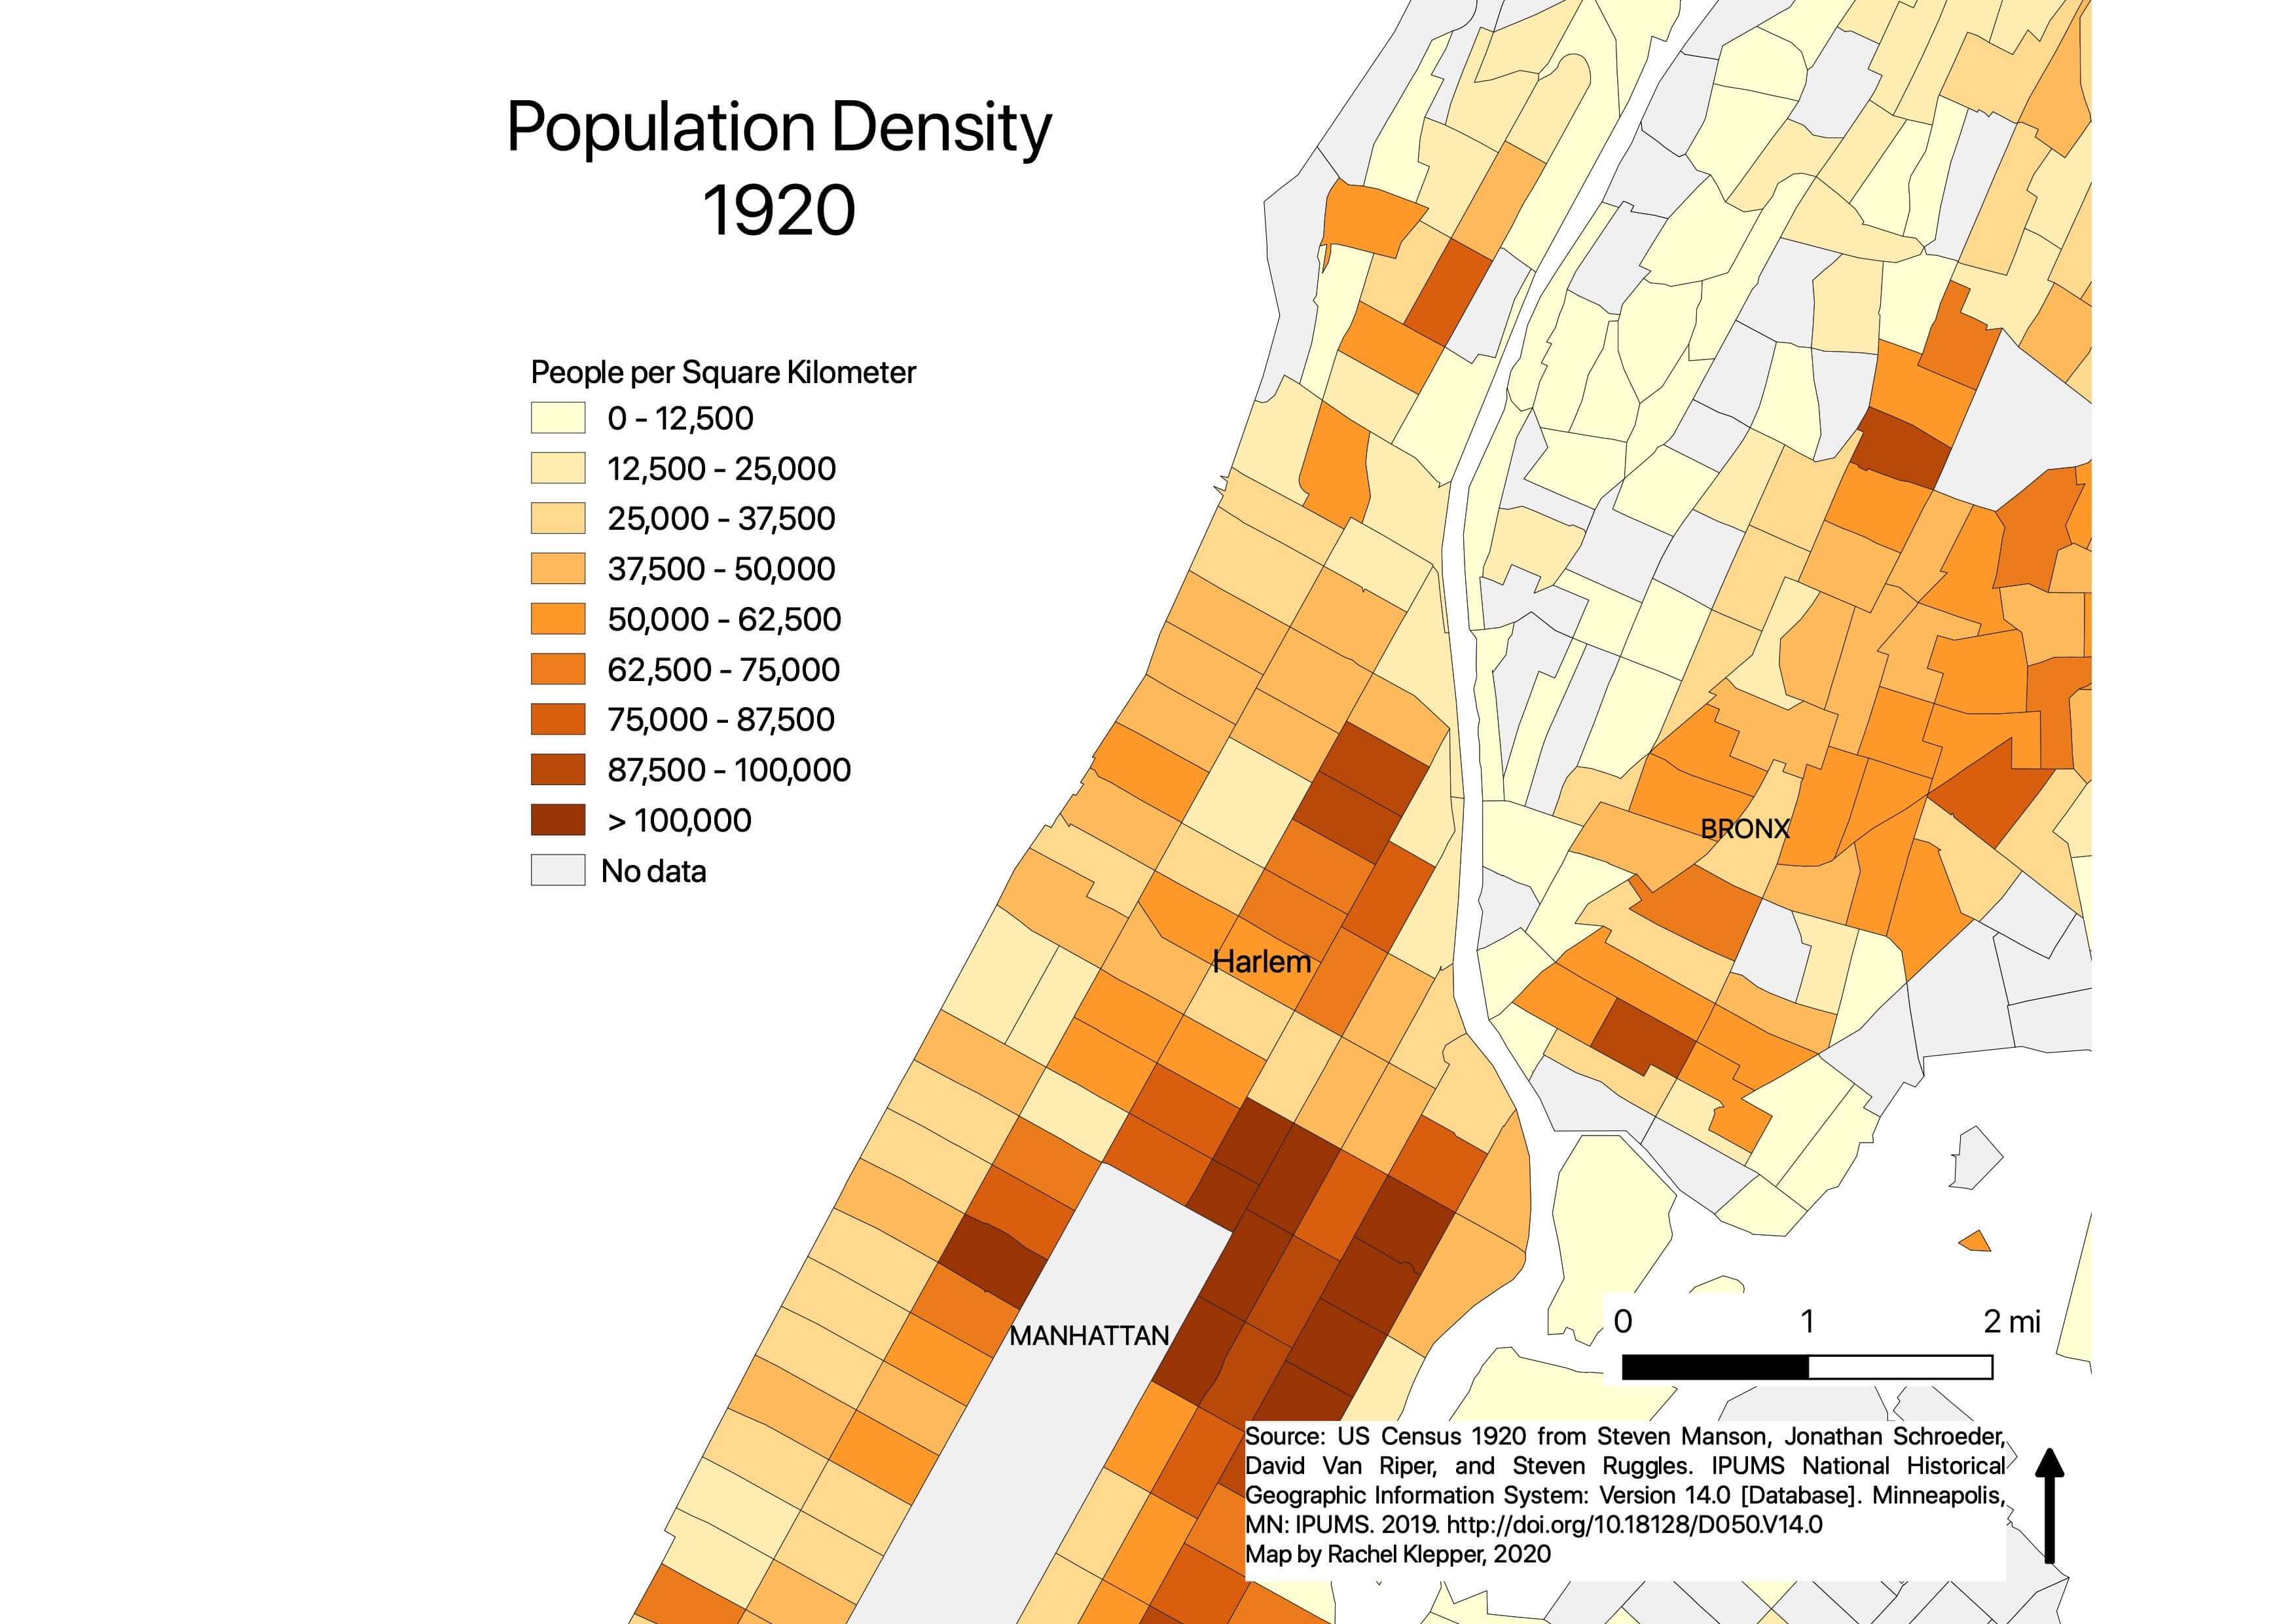 Population Density
1920
People per Square Kilometer
0 - 12,500
12,500 - 25,000
25,000 - 37,500
37,500 - 50,000
50,000 - 62,500
62,500 - 75,000
75,000 - 87,500
87,500 - 100,000
> 100,000
No data
BRONX
Harlem
MANHATTAN
0 1 2 mi
Source: US Census 1920 from Steven Manson, Jonathan Schroeder,
David Van Riper, and Steven Ruggles. IPUMS National Historical
Geographic Information System: Version 14.0 [Database]. Minneapolis,
MN: IPUMS. 2019. http://doi.org/10.18128/D050.V14.0
Map by Rachel Klepper, 2020